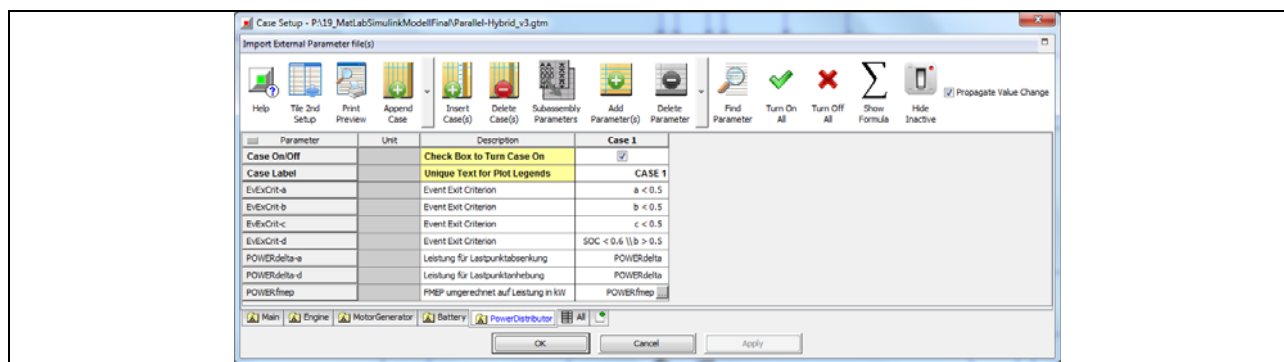 Case Setup - P:\19_MatLabSimulinkModellFinal\Parallel-Hybrid_v3.gtm
Import External Parameter file(s)
Help Tile 2nd Setup Print Preview Append Case Insert Case(s) Delete Case(s) Subassembly Parameters Add Parameter(s) Delete Parameter Find Parameter Turn On All Turn Off All Show Formula Hide Inactive Propagate Value Change
Parameter Unit Description Case 1
Case On/Off Check Box to Turn Case On
Case Label Unique Text for Plot Legends CASE 1
EvExCrit-a Event Exit Criterion a < 0.5
EvExCrit-b Event Exit Criterion b < 0.5
EvExCrit-c Event Exit Criterion c < 0.5
EvExCrit-d Event Exit Criterion SOC < 0.6 \\b > 0.5
POWERdelta-a Leistung für Lastpunktabsenkung POWERdelta
POWERdelta-d Leistung für Lastpunktanhebung POWERdelta
POWERfmep FMEP umgerechnet auf Leistung in kW POWERfmep ...
Main Engine MotorGenerator Battery PowerDistributor All
OK Cancel Apply